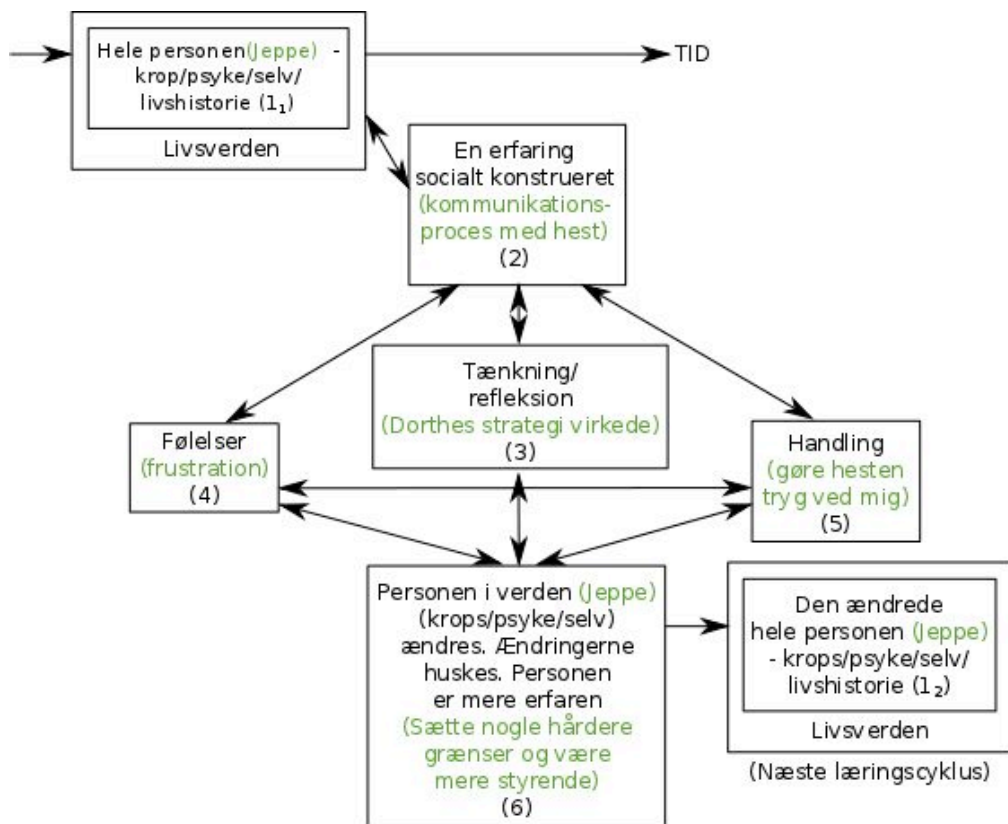 Hele personen(Jeppe) -
krop/psyke/selv/
livshistorie (1₁)
Livsverden
TID
En erfaring
socialt konstrueret
(kommunikations-
proces med hest)
(2)
Tænkning/
refleksion
(Dorthes strategi virkede)
(3)
Følelser
(frustration)
(4)
Handling
(gøre hesten
tryg ved mig)
(5)
Personen i verden (Jeppe)
(krops/psyke/selv)
ændres. Ændringerne
huskes. Personen
er mere erfaren
(Sætte nogle hårdere
grænser og være
mere styrende)
(6)
Den ændrede
hele personen (Jeppe)
- krops/psyke/selv/
livshistorie (1₂)
Livsverden
(Næste læringscyklus)